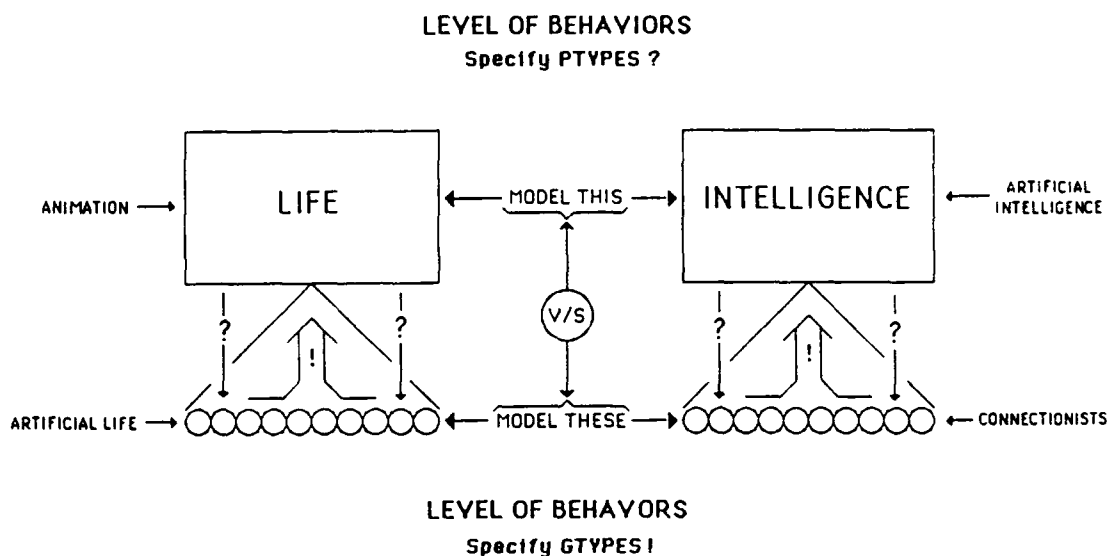 LEVEL OF BEHAVIORS
Specify PTYPES ?
LIFE
INTELLIGENCE
ANIMATION
MODEL THIS
ARTIFICIAL
INTELLIGENCE
V/S
?
?
?
?
!
!
ARTIFICIAL LIFE
MODEL THESE
CONNECTIONISTS
LEVEL OF BEHAVORS
Specify GTYPES !